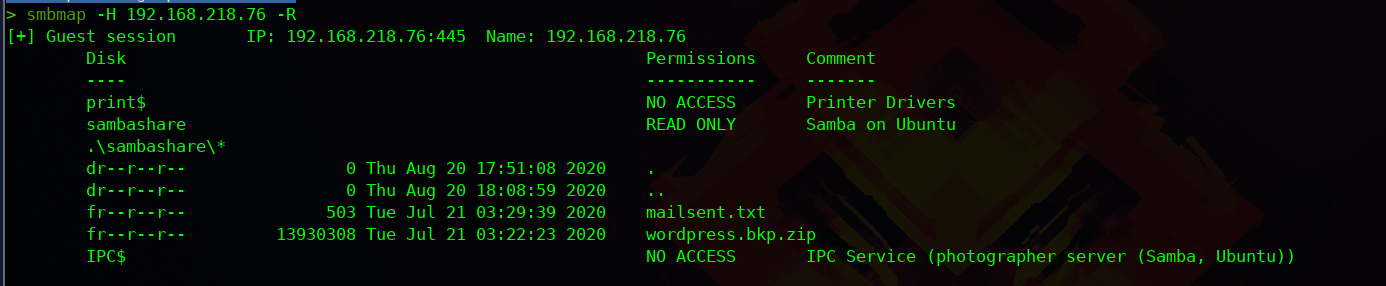 > smbmap -H 192.168.218.76 -R
[+] Guest session IP: 192.168.218.76:445 Name: 192.168.218.76
Disk Permissions Comment
---- ----------- -------
print$ NO ACCESS Printer Drivers
sambashare READ ONLY Samba on Ubuntu
.\sambashare\*
dr--r--r-- 0 Thu Aug 20 17:51:08 2020 .
dr--r--r-- 0 Thu Aug 20 18:08:59 2020 ..
fr--r--r-- 503 Tue Jul 21 03:29:39 2020 mailsent.txt
fr--r--r-- 13930308 Tue Jul 21 03:22:23 2020 wordpress.bkp.zip
IPC$ NO ACCESS IPC Service (photographer server (Samba, Ubuntu))